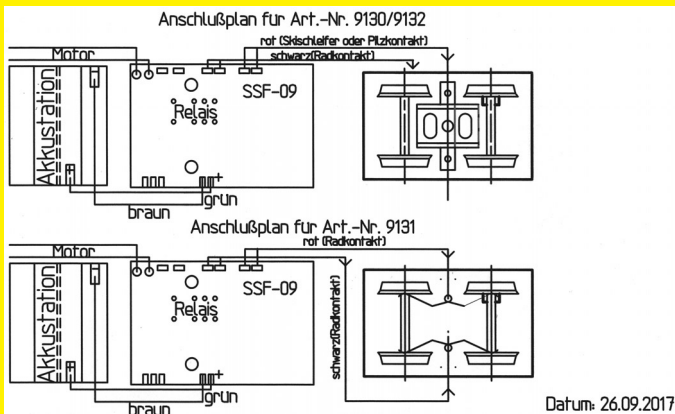 Anschlußplan für Art.-Nr. 9130/9132
rot (Skischleifer oder Pilzkontakt)
schwarz(Radkontakt)
Motor
Akkustation
SSF-09
Relais
+
grün
braun
Anschlußplan für Art.-Nr. 9131
rot (Radkontakt)
Motor
Akkustation
SSF-09
Relais
schwarz(Radkontakt)
+
grün
braun
Datum: 26.09.2017